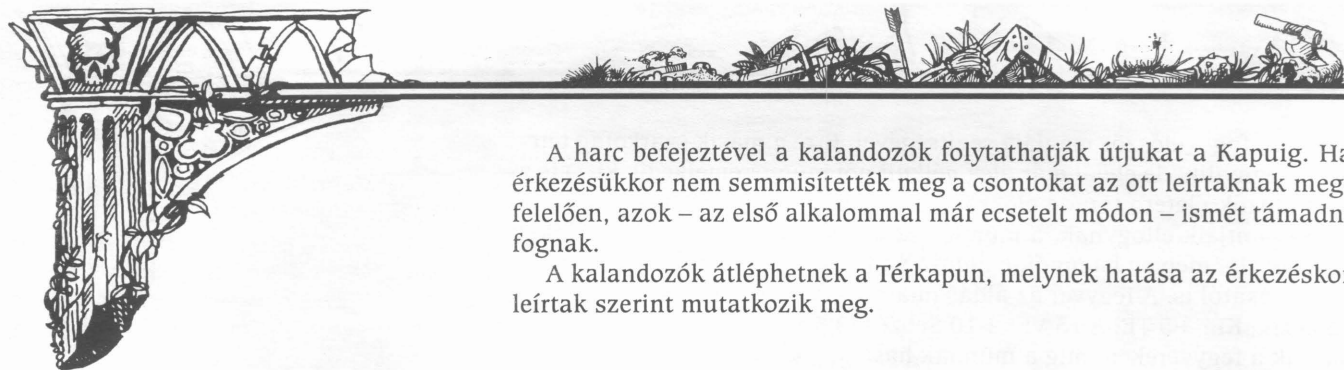 A harc befejeztével a kalandozók folytathatják útjukat a Kapuig. Ha
érkezésükkor nem semmisítették meg a csontokat az ott leírtaknak meg-
felelően, azok – az első alkalommal már ecsetelt módon – ismét támadni
fognak.
A kalandozók átléphetnek a Térkapun, melynek hatása az érkezéskor
leírtak szerint mutatkozik meg.